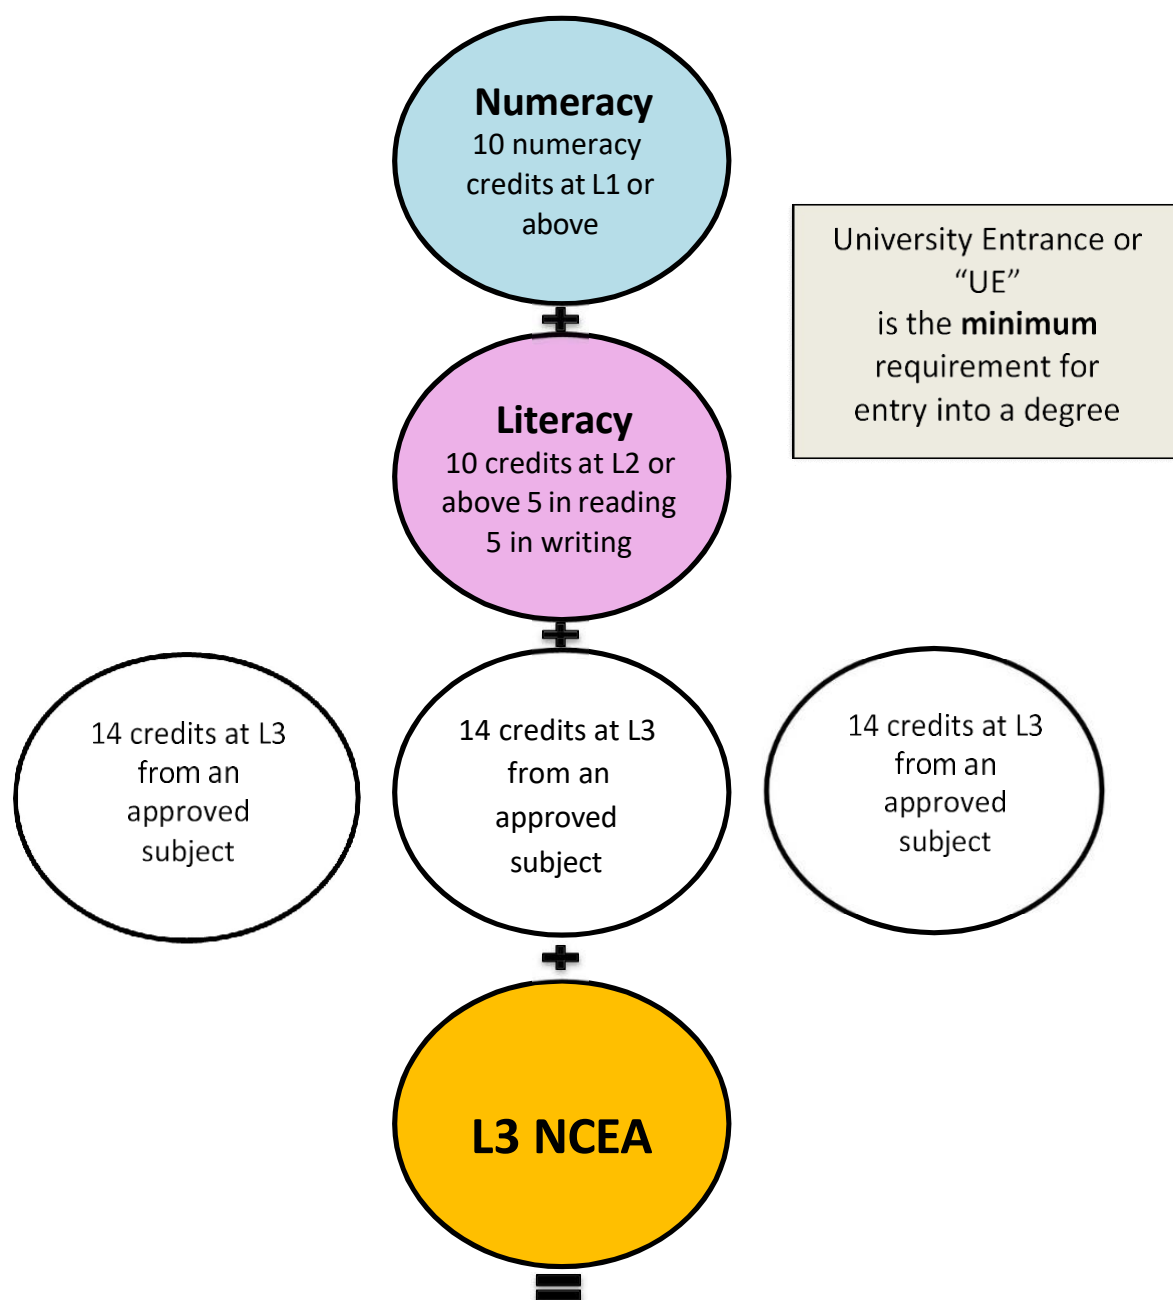 Numeracy
10 numeracy
credits at L1 or
above
+
University Entrance or
“UE”
is the minimum
requirement for
entry into a degree
Literacy
10 credits at L2 or
above 5 in reading
5 in writing
+
14 credits at L3
from an
approved
subject
14 credits at L3
from an
approved
subject
14 credits at L3
from an
approved
subject
+
L3 NCEA
=